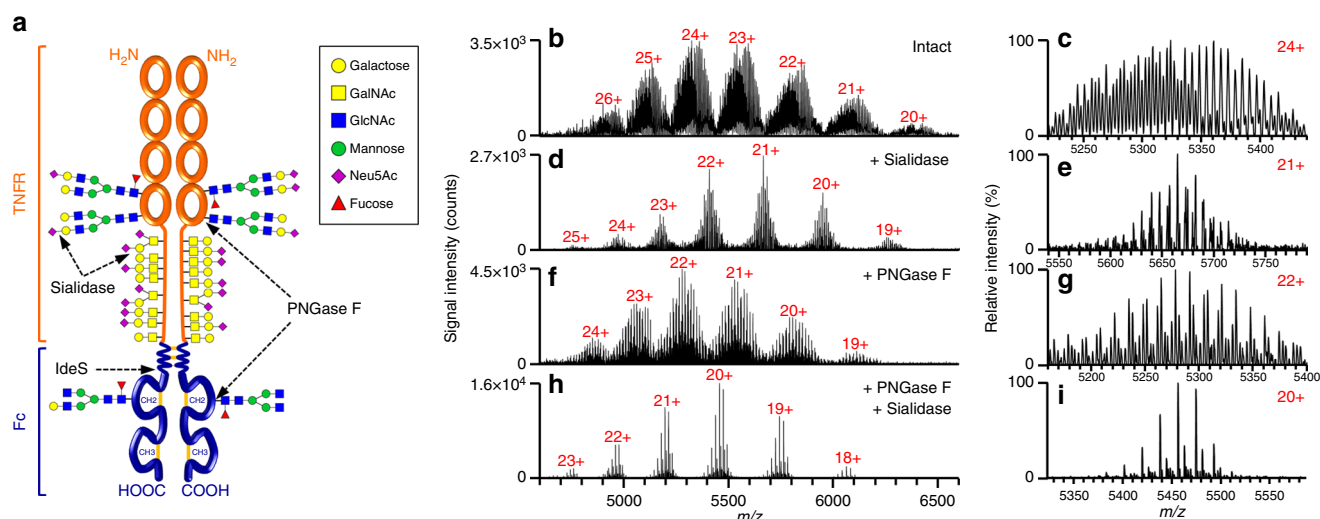 a
H₂N
NH₂
TNFR
Galactose
GalNAc
GlcNAc
Mannose
Neu5Ac
Fucose
Sialidase
PNGase F
IdeS
Fc
CH2
CH2
CH3
CH3
HOOC
COOH
Signal intensity (counts)
b
Intact
3.5×10³
0
26+
25+
24+
23+
22+
21+
20+
d
+ Sialidase
2.7×10³
0
25+
24+
23+
22+
21+
20+
19+
f
+ PNGase F
4.5×10³
0
24+
23+
22+
21+
20+
19+
h
+ PNGase F
+ Sialidase
1.6×10⁴
0
23+
22+
21+
20+
19+
18+
5000 5500 6000 6500
m/z
Relative intensity (%)
c
24+
100
0
5250 5300 5350 5400
e
21+
100
0
5550 5600 5650 5700 5750
g
22+
100
0
5200 5250 5300 5350 5400
i
20+
100
0
5350 5400 5450 5500 5550
m/z